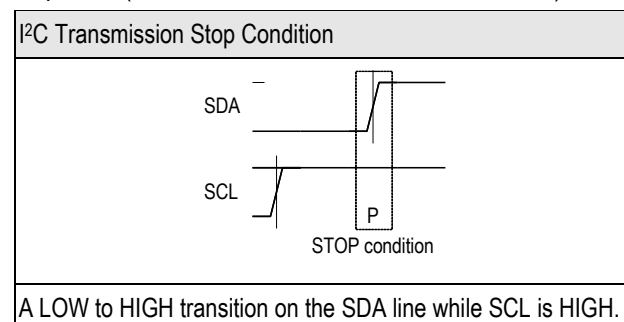 I²C Transmission Stop Condition
SDA
SCL
P
STOP condition
A LOW to HIGH transition on the SDA line while SCL is HIGH.